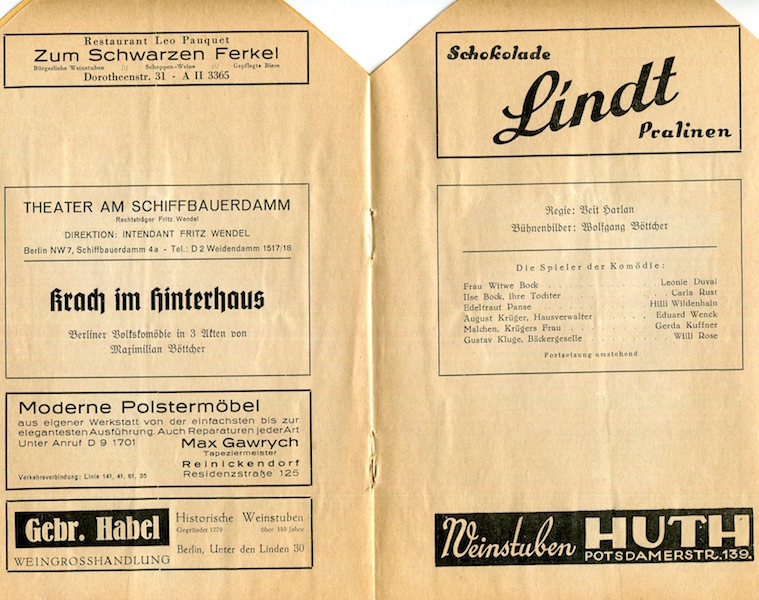 Restaurant Leo Pauquet
Zum Schwarzen Ferkel
Bürgerliche Weinstuben /// Schoppen-Weine /// Gepflegte Biere
Dorotheenstr. 31 - A II 3365
THEATER AM SCHIFFBAUERDAMM
Rechtsträger Fritz Wendel
DIREKTION: INTENDANT FRITZ WENDEL
Berlin NW7, Schiffbauerdamm 4a - Tel.: D2 Weidendamm 1517/18
Krach im Hinterhaus
Berliner Volkskomödie in 3 Akten von
Maximilian Böttcher
Moderne Polstermöbel
aus eigener Werkstatt von der einfachsten bis zur
elegantesten Ausführung. Auch Reparaturen jeder Art
Unter Anruf D 9 1701
Max Gawrych
Tapeziermeister
Reinickendorf
Residenzstraße 125
Verkehrsverbindung: Linie 141, 41, 61, 35
Gebr. Habel
WEINGROSSHANDLUNG
Historische Weinstuben
Gegründet 1779 über 155 Jahre
Berlin, Unter den Linden 30
Schokolade
Lindt
Pralinen
Regie: Veit Harlan
Bühnenbilder: Wolfgang Böttcher
Die Spieler der Komödie:
Frau Witwe Bock . . . . . . . . . . Leonie Duval
Ilse Bock, ihre Tochter . . . . . . . . . . Carla Rust
Edeltraut Panse . . . . . . . . . . Hilli Wildenhain
August Krüger, Hausverwalter . . . . . . . . Eduard Wenck
Malchen, Krügers Frau . . . . . . . . . . Gerda Kuffner
Gustav Kluge, Bäckergeselle . . . . . . . . . . Willi Rose
Fortsetzung umstehend
Weinstuben HUTH
POTSDAMERSTR. 139.